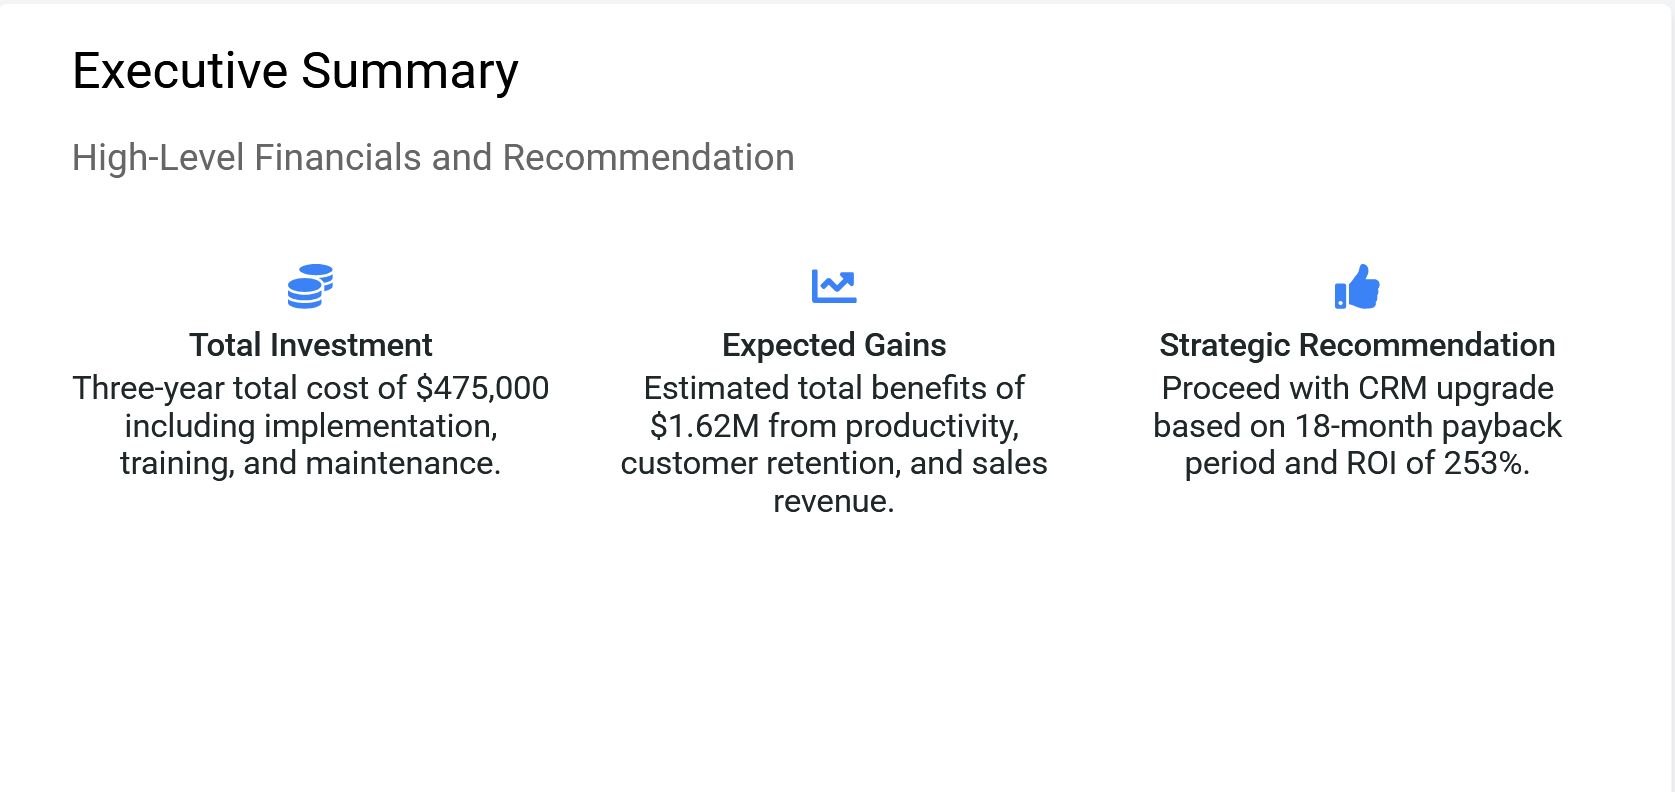 Executive Summary
High-Level Financials and Recommendation
Total Investment
Three-year total cost of $475,000
including implementation,
training, and maintenance.
Expected Gains
Estimated total benefits of
$1.62M from productivity,
customer retention, and sales
revenue.
Strategic Recommendation
Proceed with CRM upgrade
based on 18-month payback
period and ROI of 253%.